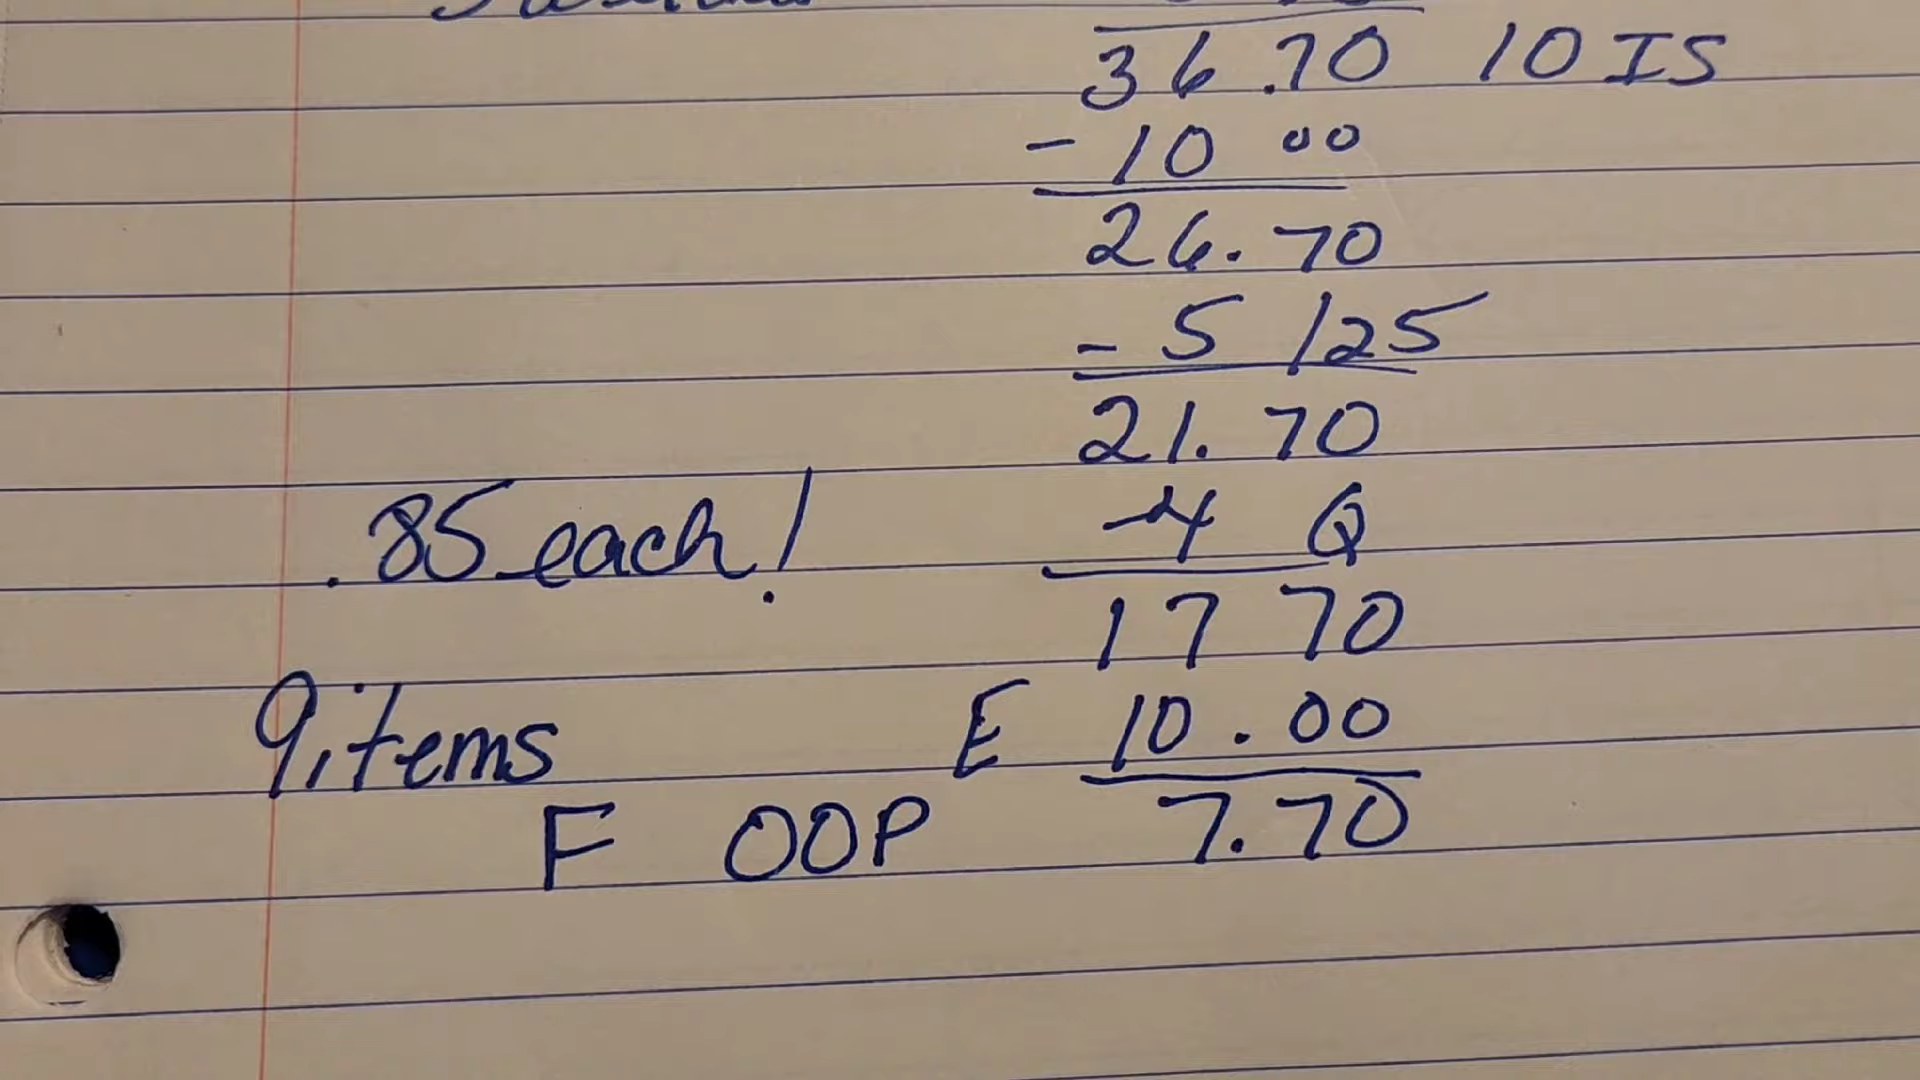 36.70 10 IS
- 10 00
26.70
- 5 /25
21.70
.85 each! -4 Q
17 70
9 items E 10.00
F OOP 7.70